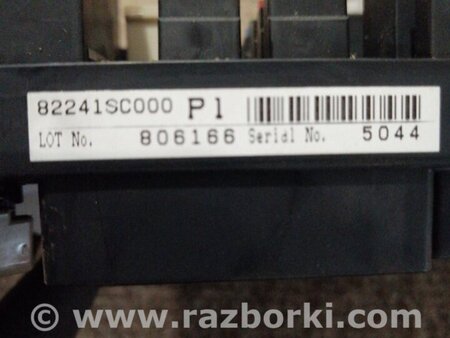 82241SC000 P1
LOT No. 806166 Serial No. 5044
© www.razborki.com